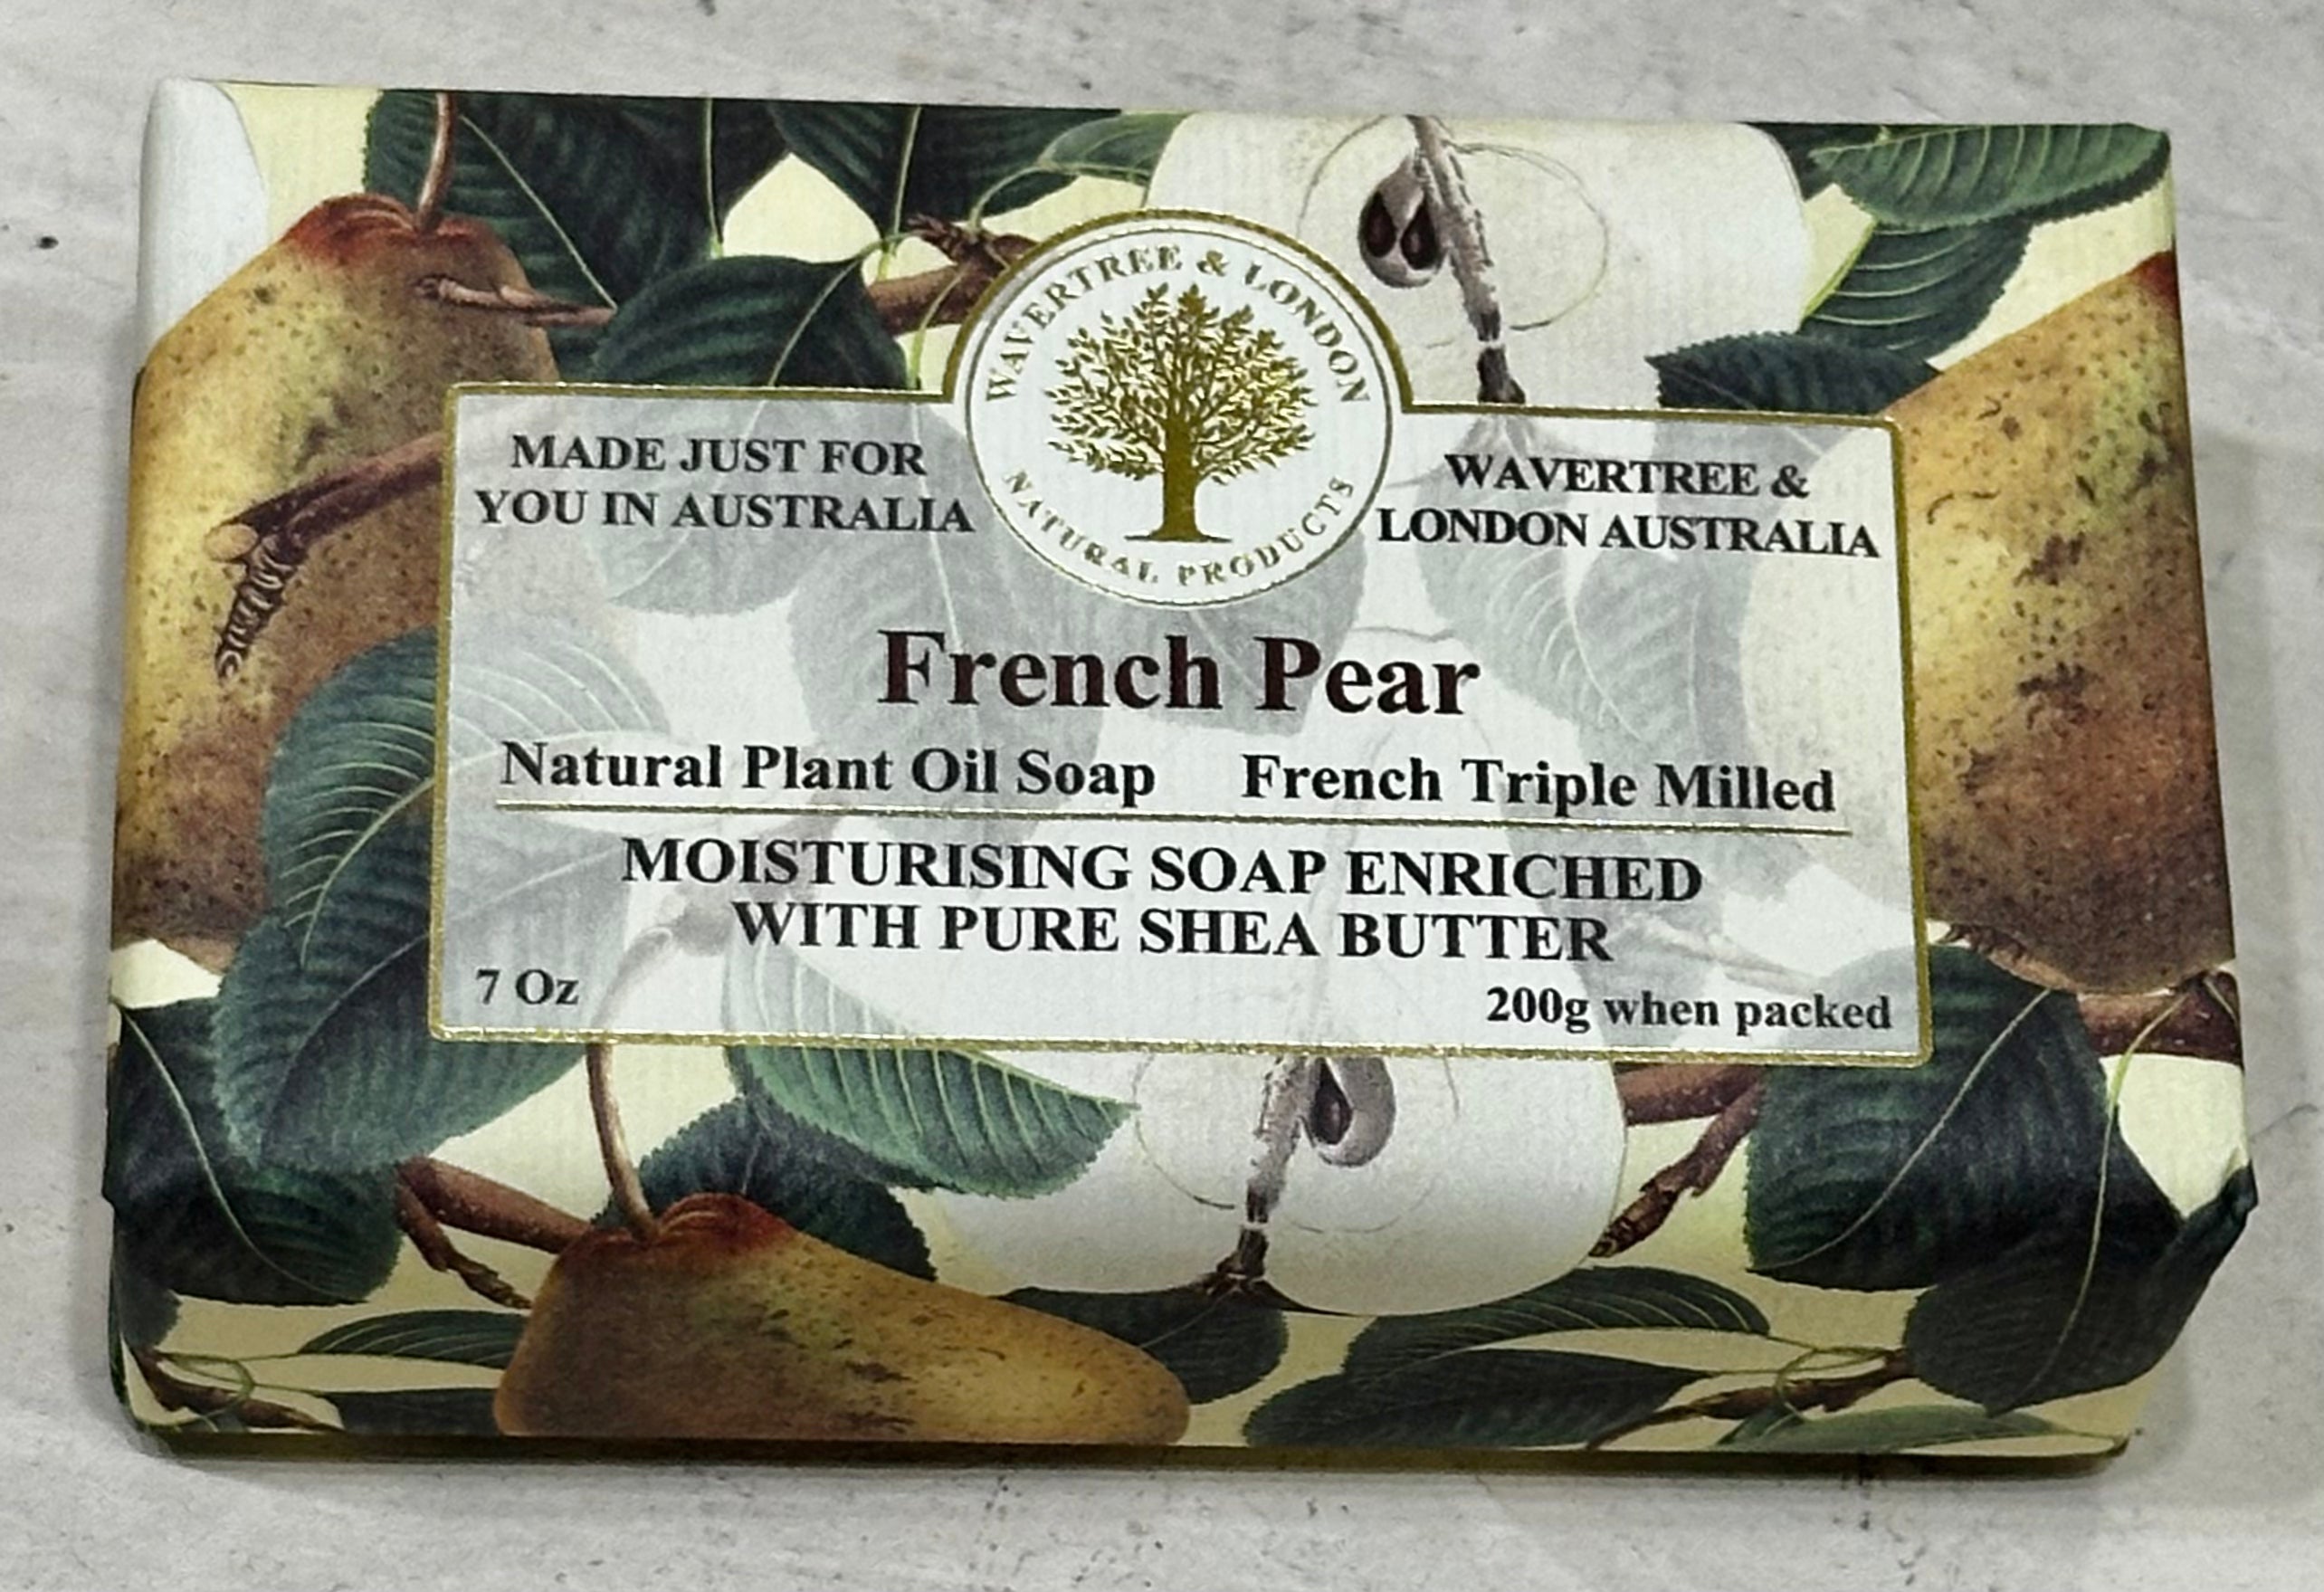 WAVERTREE & LONDON
NATURAL PRODUCTS
MADE JUST FOR
YOU IN AUSTRALIA
WAVERTREE &
LONDON AUSTRALIA
French Pear
Natural Plant Oil Soap
French Triple Milled
MOISTURISING SOAP ENRICHED
WITH PURE SHEA BUTTER
7 Oz
200g when packed